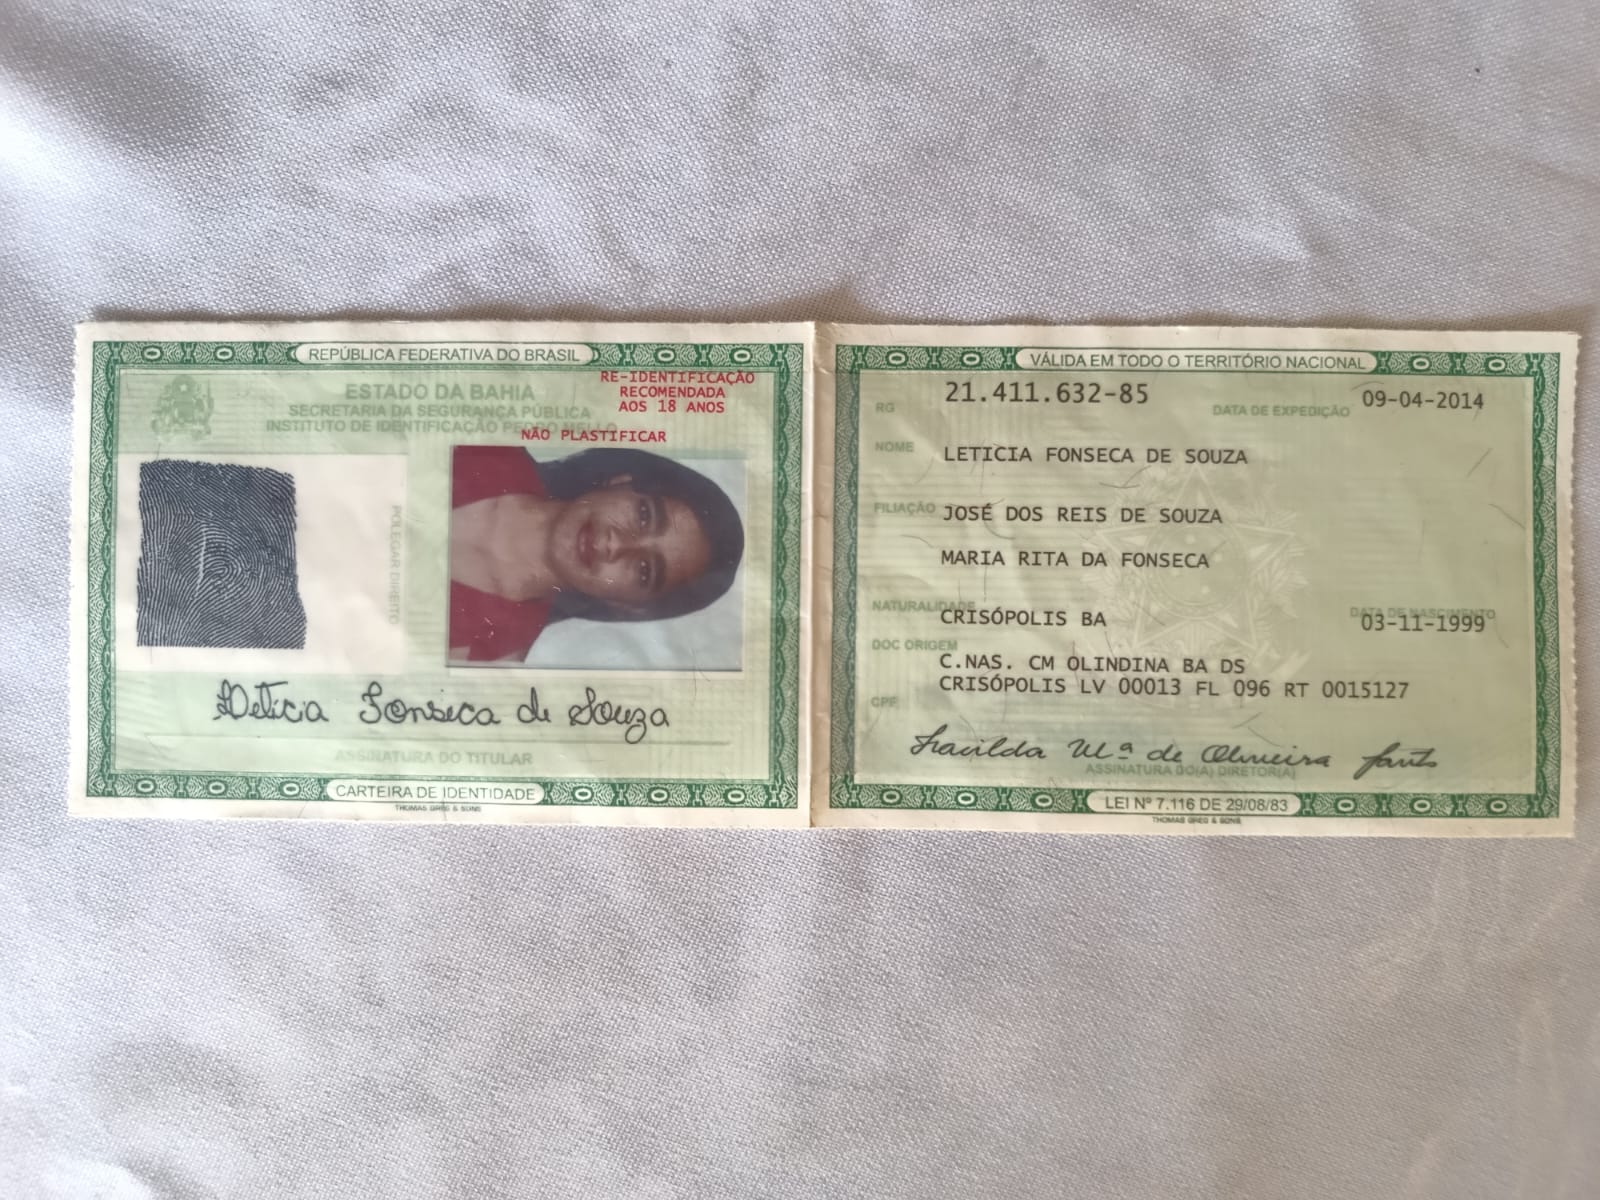 REPÚBLICA FEDERATIVA DO BRASIL
ESTADO DA BAHIA
SECRETARIA DA SEGURANÇA PÚBLICA
INSTITUTO DE IDENTIFICAÇÃO PEDRO MELLO
RE-IDENTIFICAÇÃO
RECOMENDADA
AOS 18 ANOS
NÃO PLASTIFICAR
POLEGAR DIREITO
Letícia Fonseca de Souza
ASSINATURA DO TITULAR
CARTEIRA DE IDENTIDADE
THOMAS GREG & SONS
VÁLIDA EM TODO O TERRITÓRIO NACIONAL
RG 21.411.632-85 DATA DE EXPEDIÇÃO 09-04-2014
NOME LETICIA FONSECA DE SOUZA
FILIAÇÃO JOSÉ DOS REIS DE SOUZA
MARIA RITA DA FONSECA
NATURALIDADE DATA DE NASCIMENTO
CRISÓPOLIS BA 03-11-1999
DOC ORIGEM
C.NAS. CM OLINDINA BA DS
CRISÓPOLIS LV 00013 FL 096 RT 0015127
CPF
Mª de Oliveira
ASSINATURA DO(A) DIRETOR(A)
LEI Nº 7.116 DE 29/08/83
THOMAS GREG & SONS